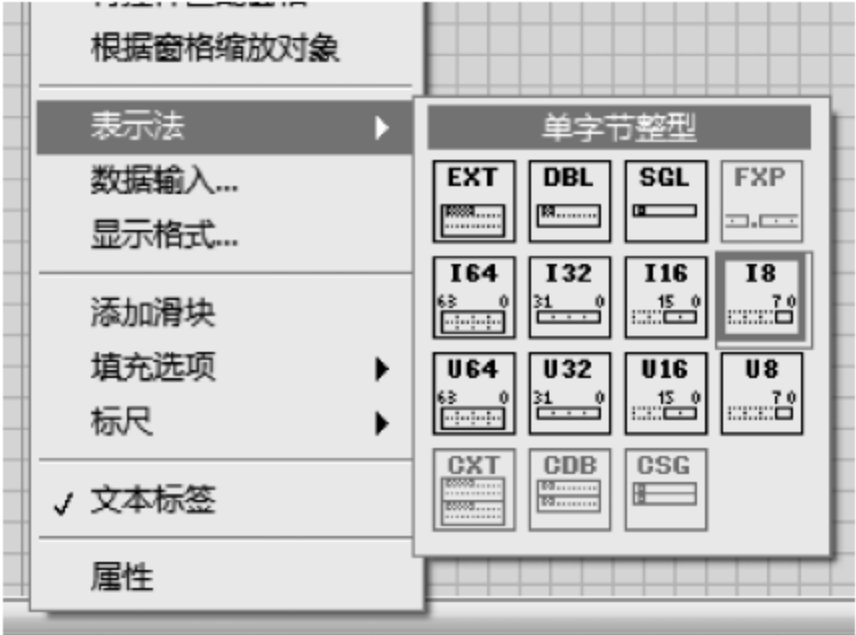 根据窗格缩放对象
表示法
数据输入...
显示格式...
添加滑块
填充选项
标尺
✓ 文本标签
属性
单字节整型
EXT DBL SGL FXP
I64 I32 I16 I8
63 0 31 0 15 0 7 0
U64 U32 U16 U8
63 0 31 0 15 0 7 0
CXT CDB CSG